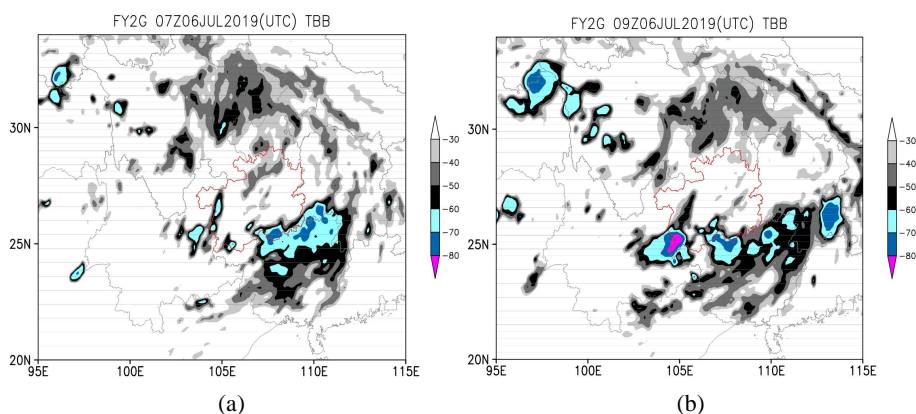 FY2G 07Z06JUL2019(UTC) TBB
30N
25N
20N
95E 100E 105E 110E 115E
-30
-40
-50
-60
-70
-80
(a)
FY2G 09Z06JUL2019(UTC) TBB
30N
25N
20N
95E 100E 105E 110E 115E
-30
-40
-50
-60
-70
-80
(b)